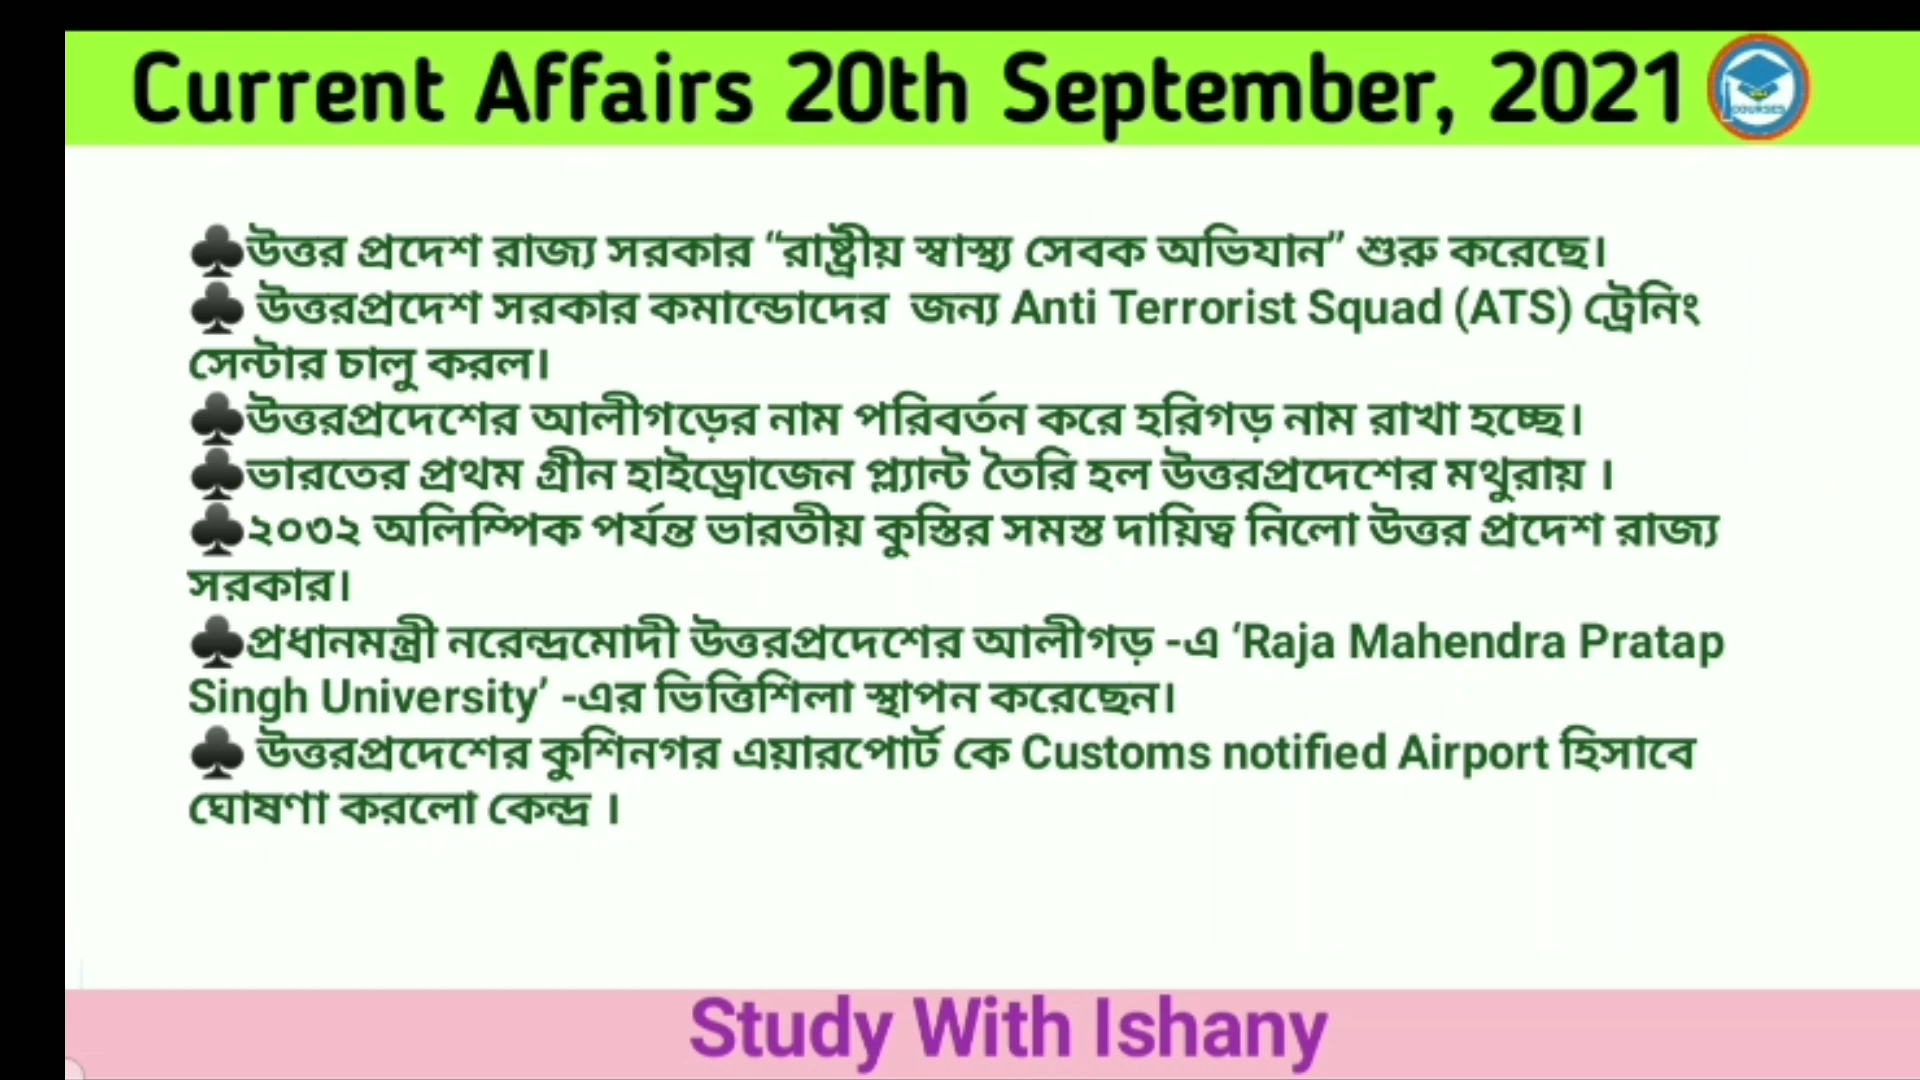 Current Affairs 20th September, 2021
COURSES
♣উত্তর প্রদেশ রাজ্য সরকার “রাষ্ট্রীয় স্বাস্থ্য সেবক অভিযান” শুরু করেছে।
♣ উত্তরপ্রদেশ সরকার কমান্ডোদের জন্য Anti Terrorist Squad (ATS) ট্রেনিং
সেন্টার চালু করল।
♣উত্তরপ্রদেশের আলীগড়ের নাম পরিবর্তন করে হরিগড় নাম রাখা হচ্ছে।
♣ভারতের প্রথম গ্রীন হাইড্রোজেন প্ল্যান্ট তৈরি হল উত্তরপ্রদেশের মথুরায় ।
♣২০৩২ অলিম্পিক পর্যন্ত ভারতীয় কুস্তির সমস্ত দায়িত্ব নিলো উত্তর প্রদেশ রাজ্য
সরকার।
♣প্রধানমন্ত্রী নরেন্দ্রমোদী উত্তরপ্রদেশের আলীগড় -এ ‘Raja Mahendra Pratap
Singh University’ -এর ভিত্তিশিলা স্থাপন করেছেন।
♣ উত্তরপ্রদেশের কুশিনগর এয়ারপোর্ট কে Customs notified Airport হিসাবে
ঘোষণা করলো কেন্দ্র ।
Study With Ishany